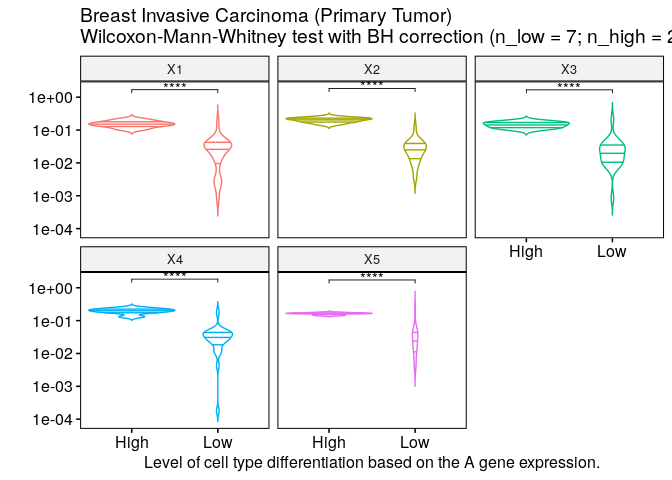 Breast Invasive Carcinoma (Primary Tumor)
Wilcoxon-Mann-Whitney test with BH correction (n_low = 7; n_high = 2
X1 X2 X3
**** **** ****
1e+00
1e-01
1e-02
1e-03
1e-04
HIgh Low
X4 X5
**** ****
1e+00
1e-01
1e-02
1e-03
1e-04
HIgh Low HIgh Low
Level of cell type differentiation based on the A gene expression.